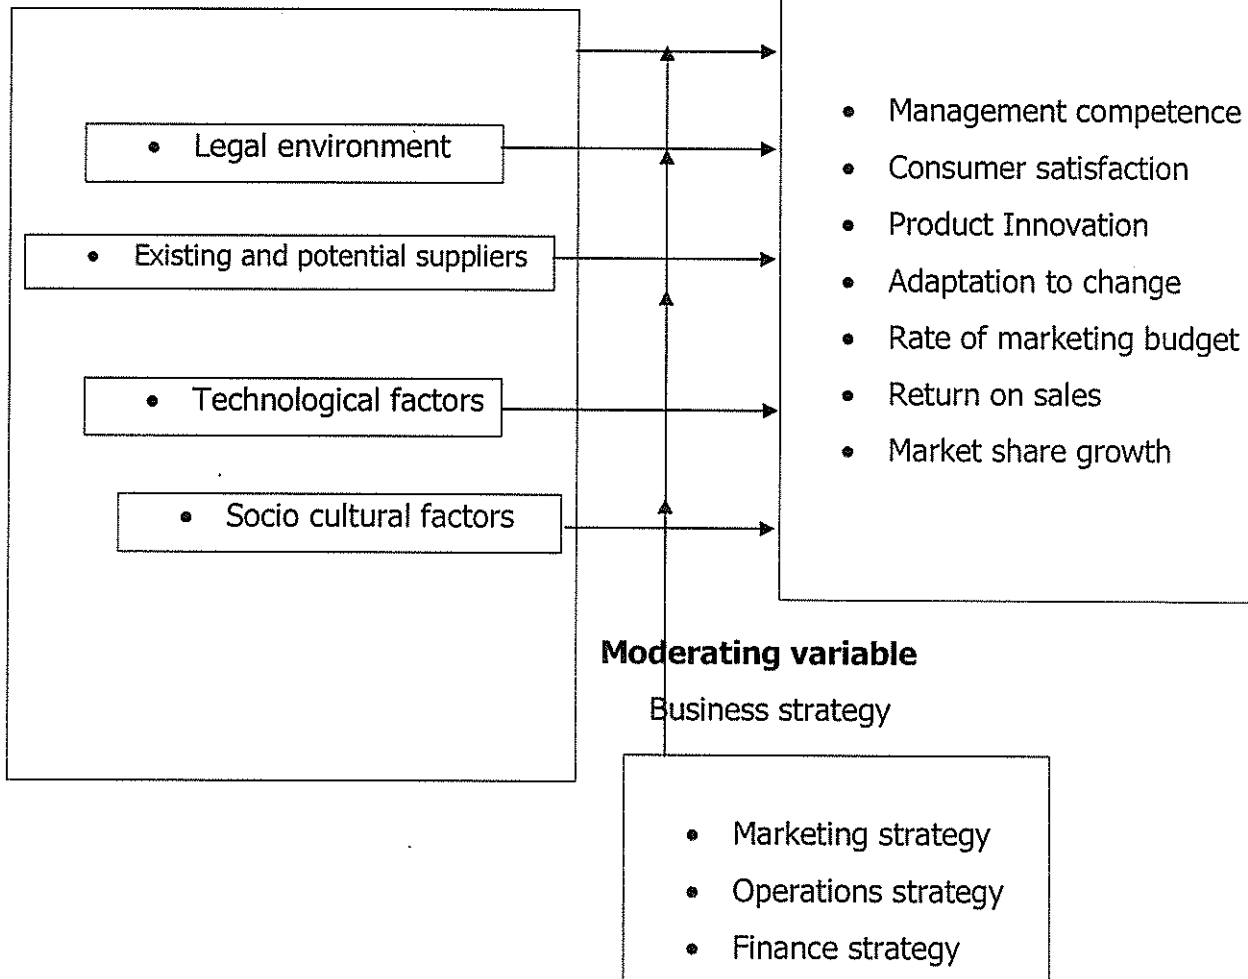 • Legal environment
• Existing and potential suppliers
• Technological factors
• Socio cultural factors
• Management competence
• Consumer satisfaction
• Product Innovation
• Adaptation to change
• Rate of marketing budget
• Return on sales
• Market share growth
Moderating variable
Business strategy
• Marketing strategy
• Operations strategy
• Finance strategy